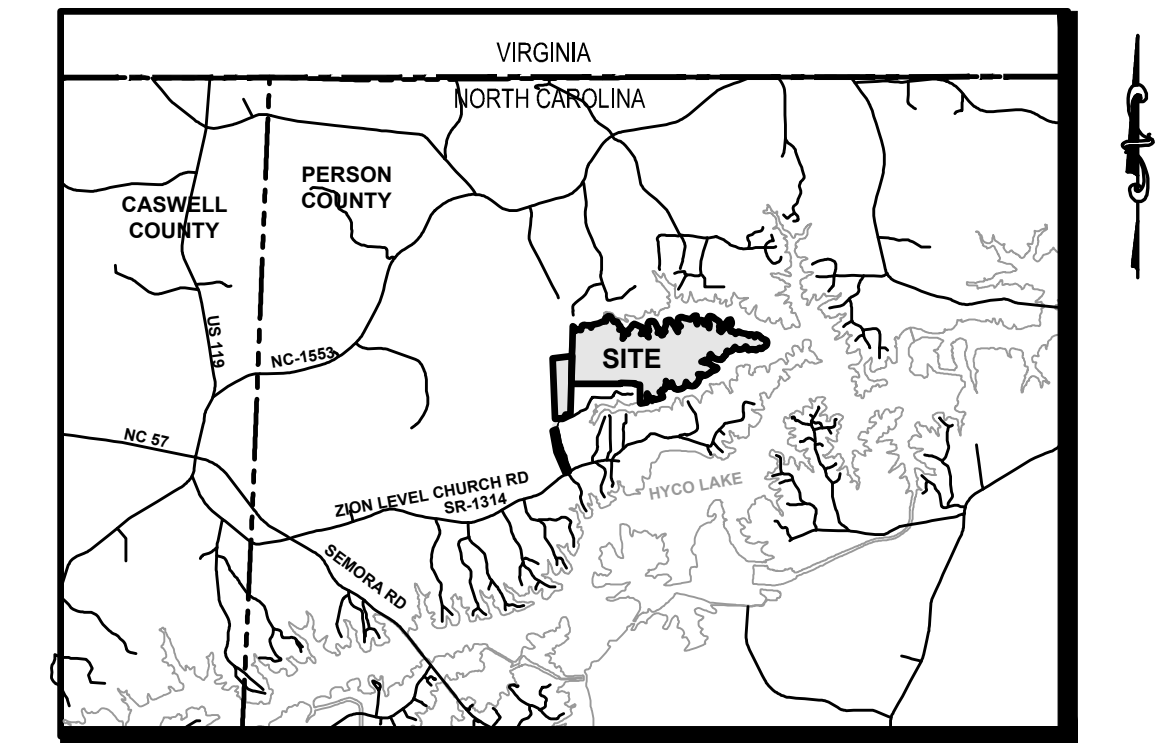 VIRGINIA
NORTH CAROLINA
PERSON
COUNTY
CASWELL
COUNTY
US 119
NC-1553
SITE
NC 57
ZION LEVEL CHURCH RD
SR-1314
HYCO LAKE
SEMORA RD